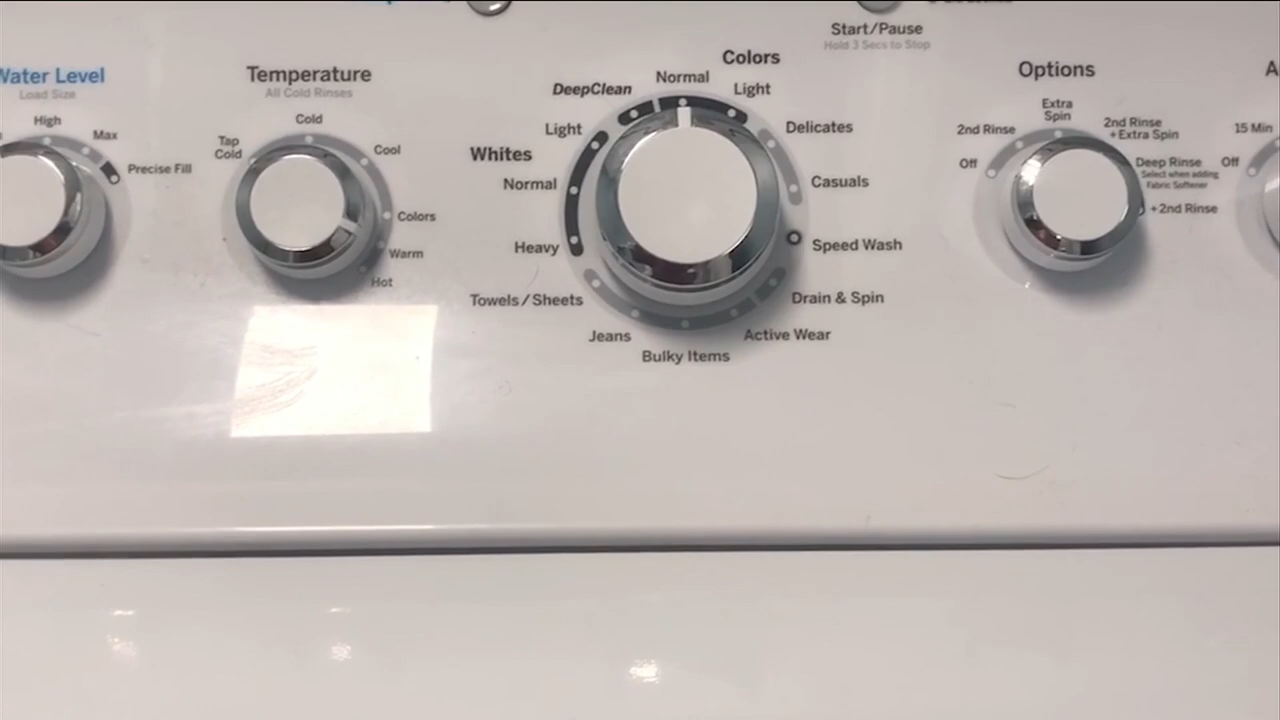 Start/Pause
Hold 3 Secs to Stop
Water Level
Load Size
High
Max
Precise Fill
Temperature
All Cold Rinses
Tap
Cold
Cold
Cool
Colors
Warm
Hot
Colors
DeepClean
Normal
Light
Light
Whites
Normal
Heavy
Towels/Sheets
Jeans
Bulky Items
Active Wear
Drain & Spin
Speed Wash
Casuals
Delicates
Options
Off
2nd Rinse
Extra
Spin
2nd Rinse
+Extra Spin
Deep Rinse
Select when adding
Fabric Softener
+2nd Rinse
15 Min
Off